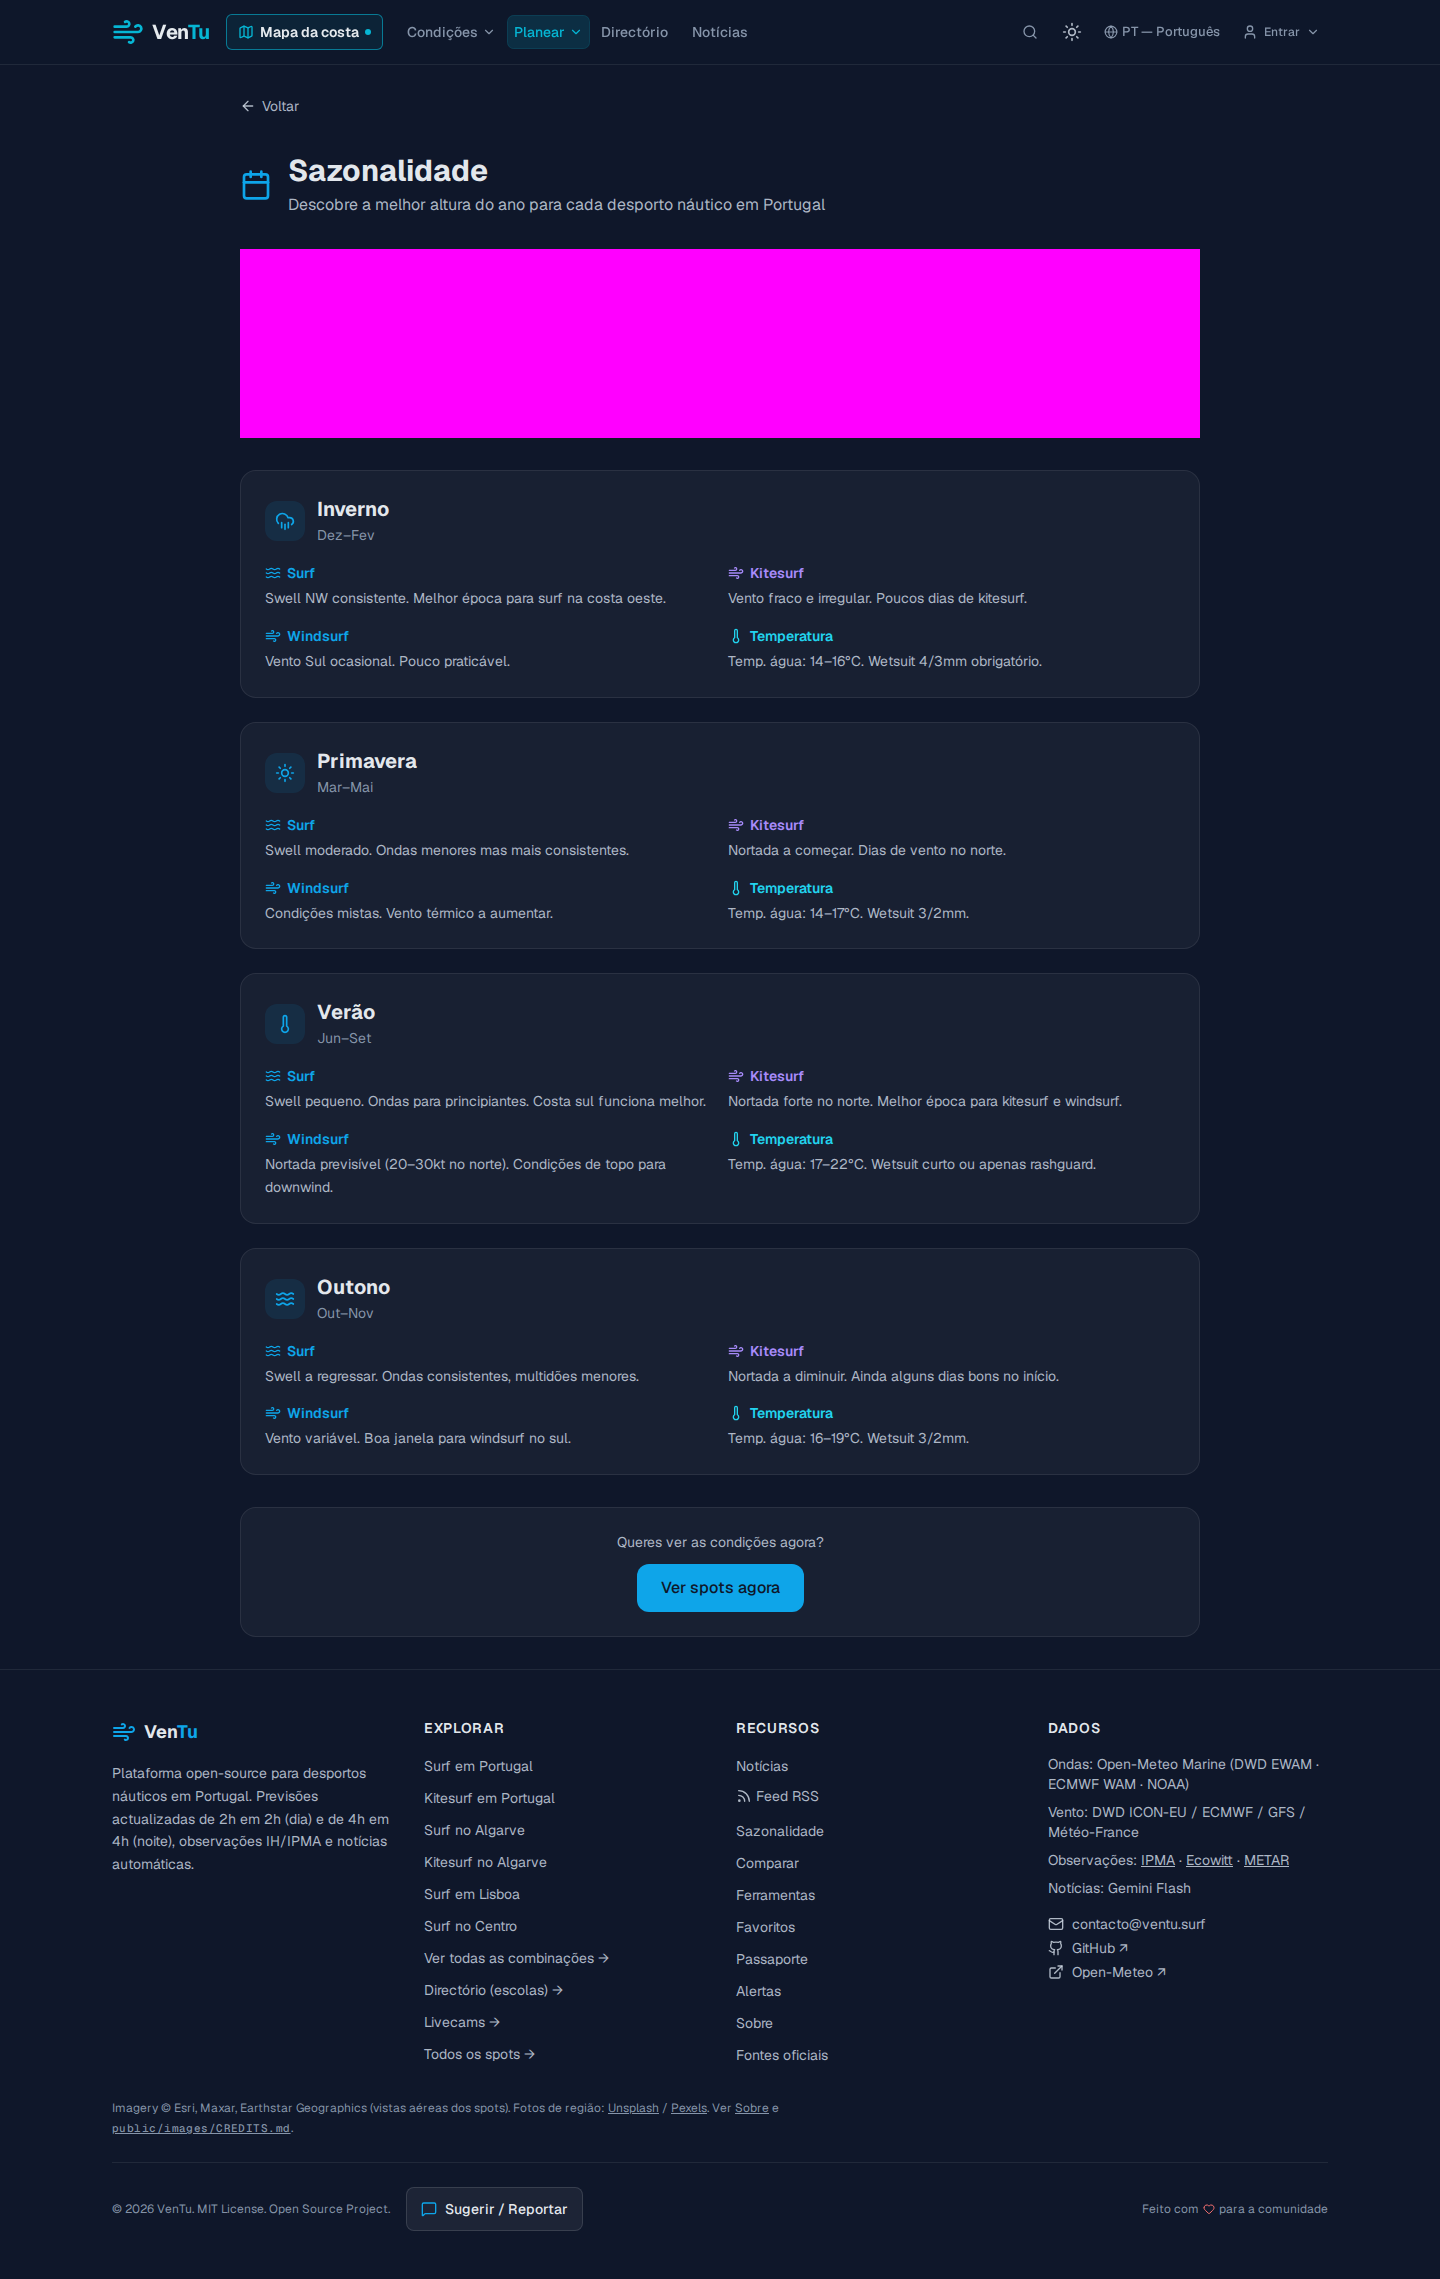 VenTu
Mapa da costa
Condições
Planear
Directório
Notícias
PT — Português
Entrar
Voltar
Sazonalidade
Descobre a melhor altura do ano para cada desporto náutico em Portugal
Inverno
Dez–Fev
Surf
Swell NW consistente. Melhor época para surf na costa oeste.
Kitesurf
Vento fraco e irregular. Poucos dias de kitesurf.
Windsurf
Vento Sul ocasional. Pouco praticável.
Temperatura
Temp. água: 14–16°C. Wetsuit 4/3mm obrigatório.
Primavera
Mar–Mai
Surf
Swell moderado. Ondas menores mas mais consistentes.
Kitesurf
Nortada a começar. Dias de vento no norte.
Windsurf
Condições mistas. Vento térmico a aumentar.
Temperatura
Temp. água: 14–17°C. Wetsuit 3/2mm.
Verão
Jun–Set
Surf
Swell pequeno. Ondas para principiantes. Costa sul funciona melhor.
Kitesurf
Nortada forte no norte. Melhor época para kitesurf e windsurf.
Windsurf
Nortada previsível (20–30kt no norte). Condições de topo para
downwind.
Temperatura
Temp. água: 17–22°C. Wetsuit curto ou apenas rashguard.
Outono
Out–Nov
Surf
Swell a regressar. Ondas consistentes, multidões menores.
Kitesurf
Nortada a diminuir. Ainda alguns dias bons no início.
Windsurf
Vento variável. Boa janela para windsurf no sul.
Temperatura
Temp. água: 16–19°C. Wetsuit 3/2mm.
Queres ver as condições agora?
Ver spots agora
VenTu
Plataforma open-source para desportos
náuticos em Portugal. Previsões
actualizadas de 2h em 2h (dia) e de 4h em
4h (noite), observações IH/IPMA e notícias
automáticas.
EXPLORAR
Surf em Portugal
Kitesurf em Portugal
Surf no Algarve
Kitesurf no Algarve
Surf em Lisboa
Surf no Centro
Ver todas as combinações →
Directório (escolas) →
Livecams →
Todos os spots →
RECURSOS
Notícias
Feed RSS
Sazonalidade
Comparar
Ferramentas
Favoritos
Passaporte
Alertas
Sobre
Fontes oficiais
DADOS
Ondas: Open-Meteo Marine (DWD EWAM ·
ECMWF WAM · NOAA)
Vento: DWD ICON-EU / ECMWF / GFS /
Météo-France
Observações: IPMA · Ecowitt · METAR
Notícias: Gemini Flash
contacto@ventu.surf
GitHub ↗
Open-Meteo ↗
Imagery © Esri, Maxar, Earthstar Geographics (vistas aéreas dos spots). Fotos de região: Unsplash / Pexels. Ver Sobre e
public/images/CREDITS.md.
© 2026 VenTu. MIT License. Open Source Project.
Sugerir / Reportar
Feito com ♡ para a comunidade